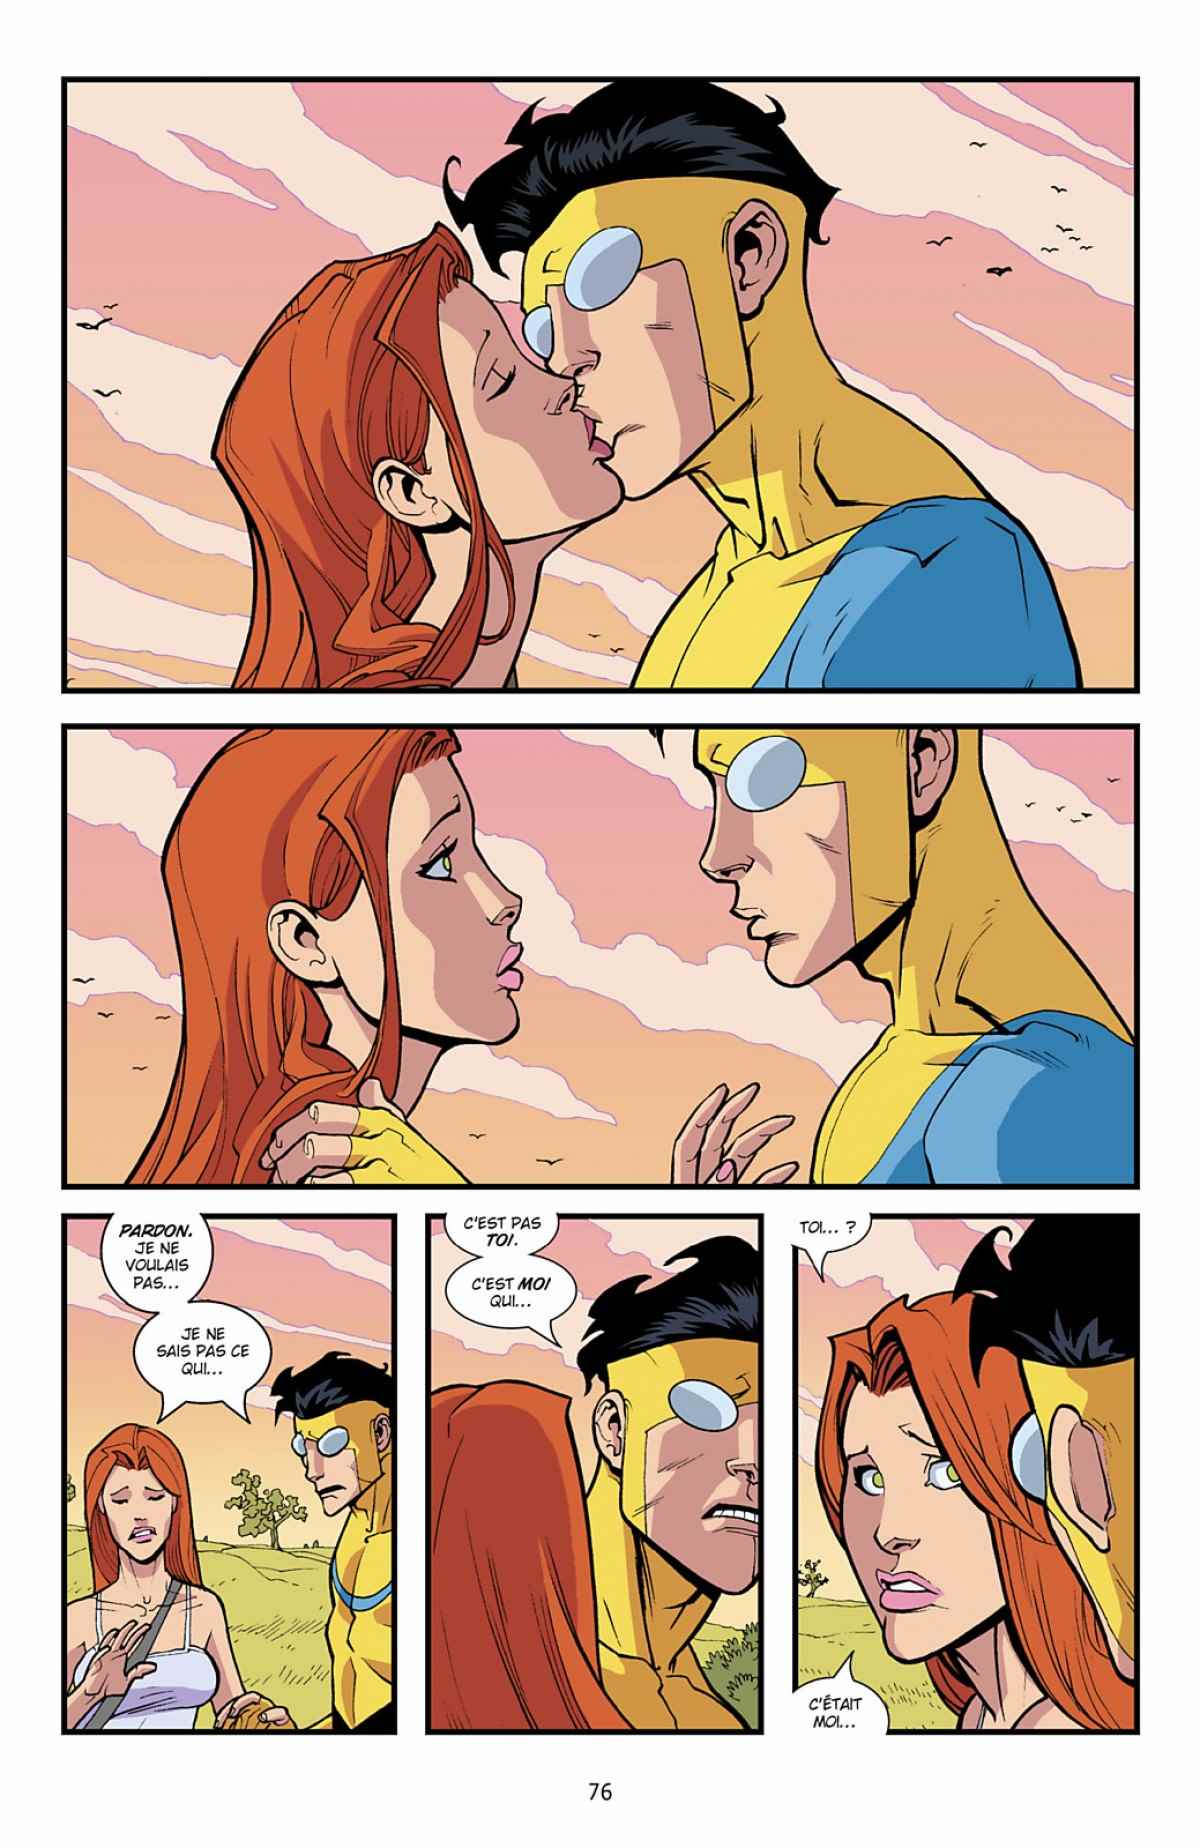 PARDON.
JE NE
VOULAIS
PAS...
JE NE
SAIS PAS CE
QUI...
C'EST PAS
TOI.
C'EST MOI
QUI...
TOI... ?
C'ÉTAIT
MOI...
76